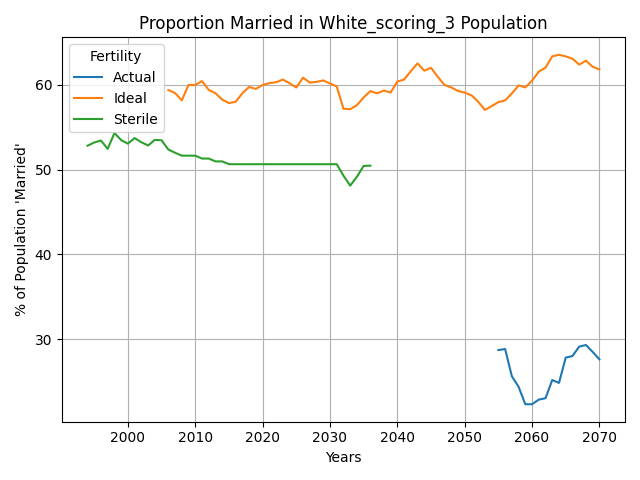 Proportion Married in White_scoring_3 Population
Fertility
Actual
Ideal
Sterile
% of Population 'Married'
60
50
40
30
2000 2010 2020 2030 2040 2050 2060 2070
Years